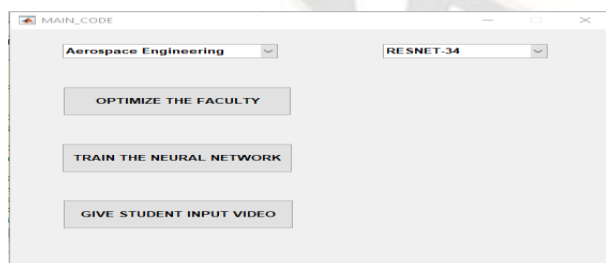 MAIN_CODE
Aerospace Engineering
RESNET-34
OPTIMIZE THE FACULTY
TRAIN THE NEURAL NETWORK
GIVE STUDENT INPUT VIDEO